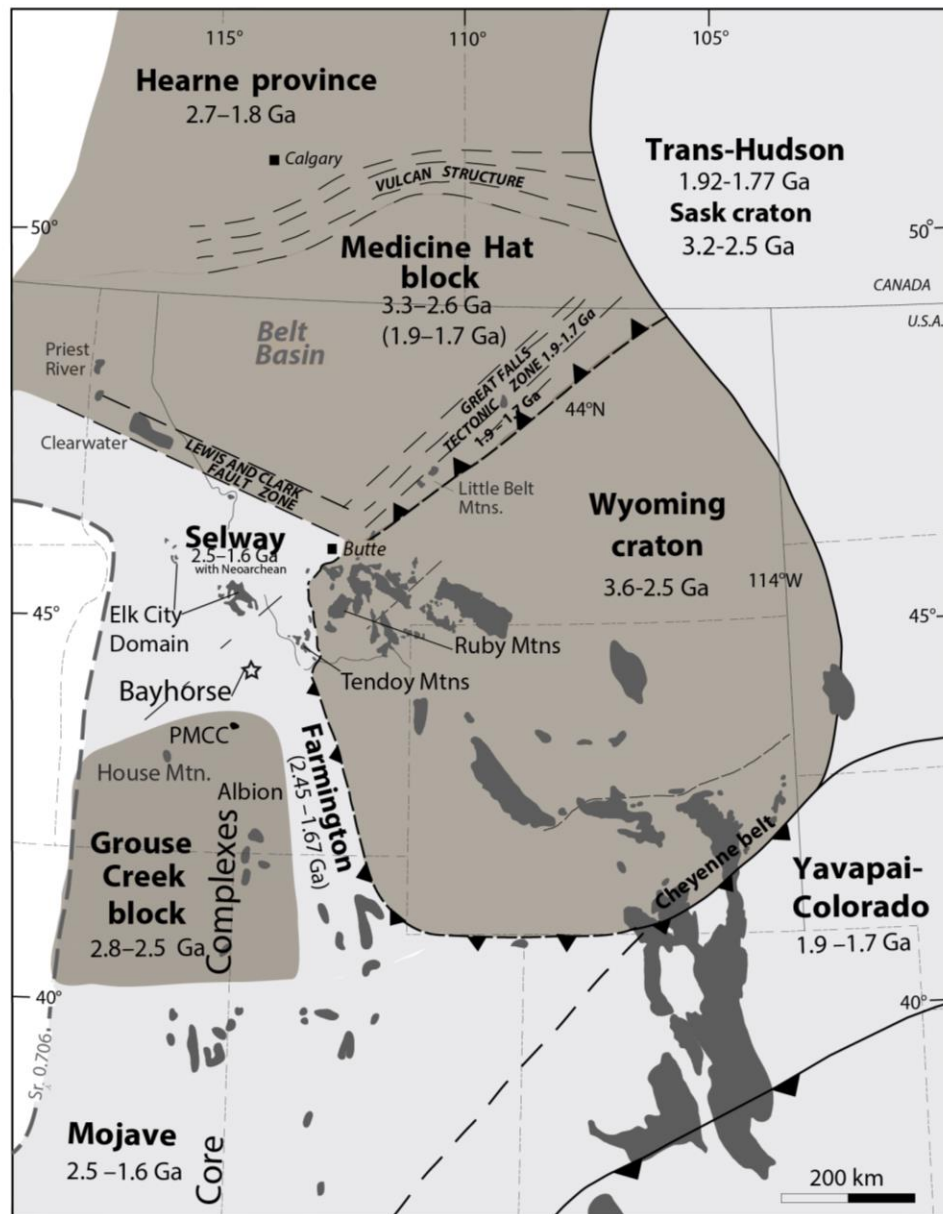 115°
110°
105°
Hearne province
2.7–1.8 Ga
Calgary
VULCAN STRUCTURE
Trans-Hudson
1.92-1.77 Ga
Sask craton
3.2-2.5 Ga
50°
50°
Medicine Hat
block
3.3–2.6 Ga
(1.9–1.7 Ga)
CANADA
U.S.A.
Belt
Basin
Priest
River
GREAT FALLS
TECTONIC ZONE 1.9-1.7 Ga
1.9 – 1.7 Ga
44°N
Clearwater
LEWIS AND CLARK
FAULT ZONE
Little Belt
Mtns.
Wyoming
craton
3.6-2.5 Ga
114°W
Selway
2.5–1.6 Ga
with Neoarchean
Butte
45°
45°
Elk City
Domain
Ruby Mtns
Tendoy Mtns
Bayhorse
PMCC
House Mtn.
Albion
Farmington
(2.45 –1.67 Ga)
Grouse
Creek
block
2.8–2.5 Ga
Complexes
Cheyenne belt
Yavapai-
Colorado
1.9 –1.7 Ga
40°
40°
Sr. 0.706
Mojave
2.5 –1.6 Ga
Core
200 km